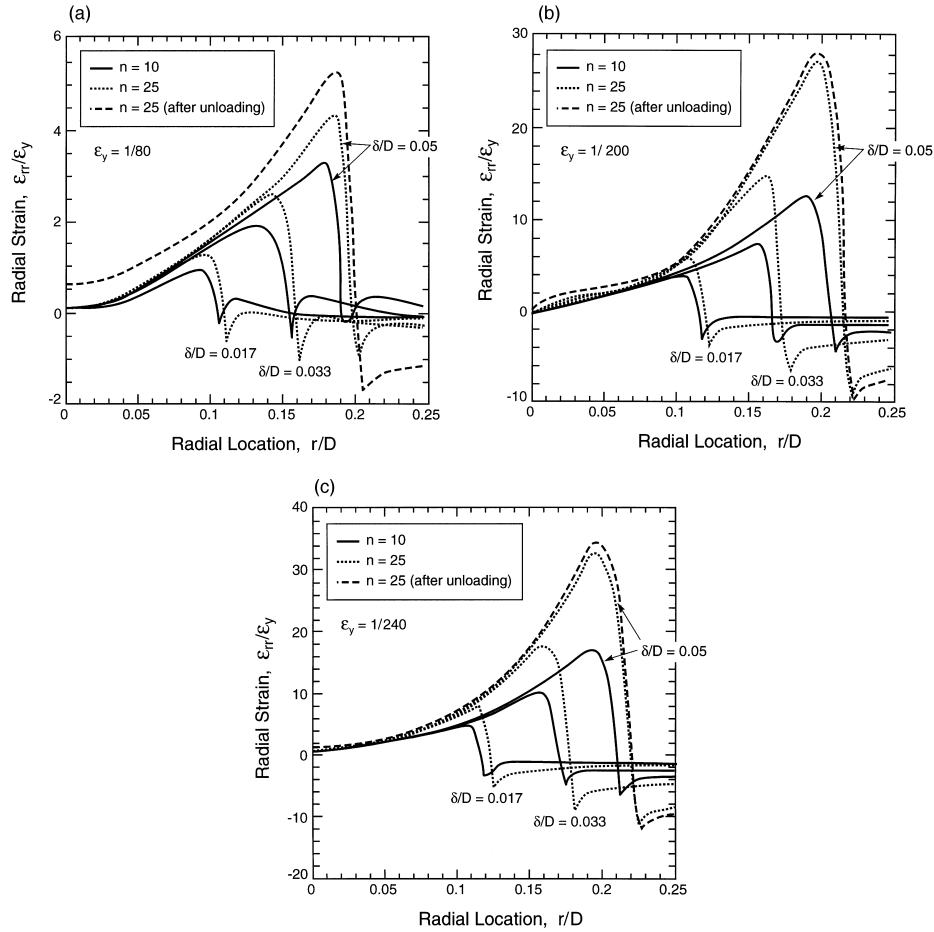 (a)
6
4
2
0
-2
Radial Strain, εrr/εy
n = 10
n = 25
n = 25 (after unloading)
εy = 1/80
δ/D = 0.05
δ/D = 0.017
δ/D = 0.033
0 0.05 0.1 0.15 0.2 0.25
Radial Location, r/D
(b)
30
20
10
0
-10
Radial Strain, εrr/εy
n = 10
n = 25
n = 25 (after unloading)
εy = 1/ 200
δ/D = 0.05
δ/D = 0.017
δ/D = 0.033
0 0.05 0.1 0.15 0.2 0.25
Radial Location, r/D
(c)
40
30
20
10
0
-10
-20
Radial Strain, εrr/εy
n = 10
n = 25
n = 25 (after unloading)
εy = 1/240
δ/D = 0.05
δ/D = 0.017
δ/D = 0.033
0 0.05 0.1 0.15 0.2 0.25
Radial Location, r/D